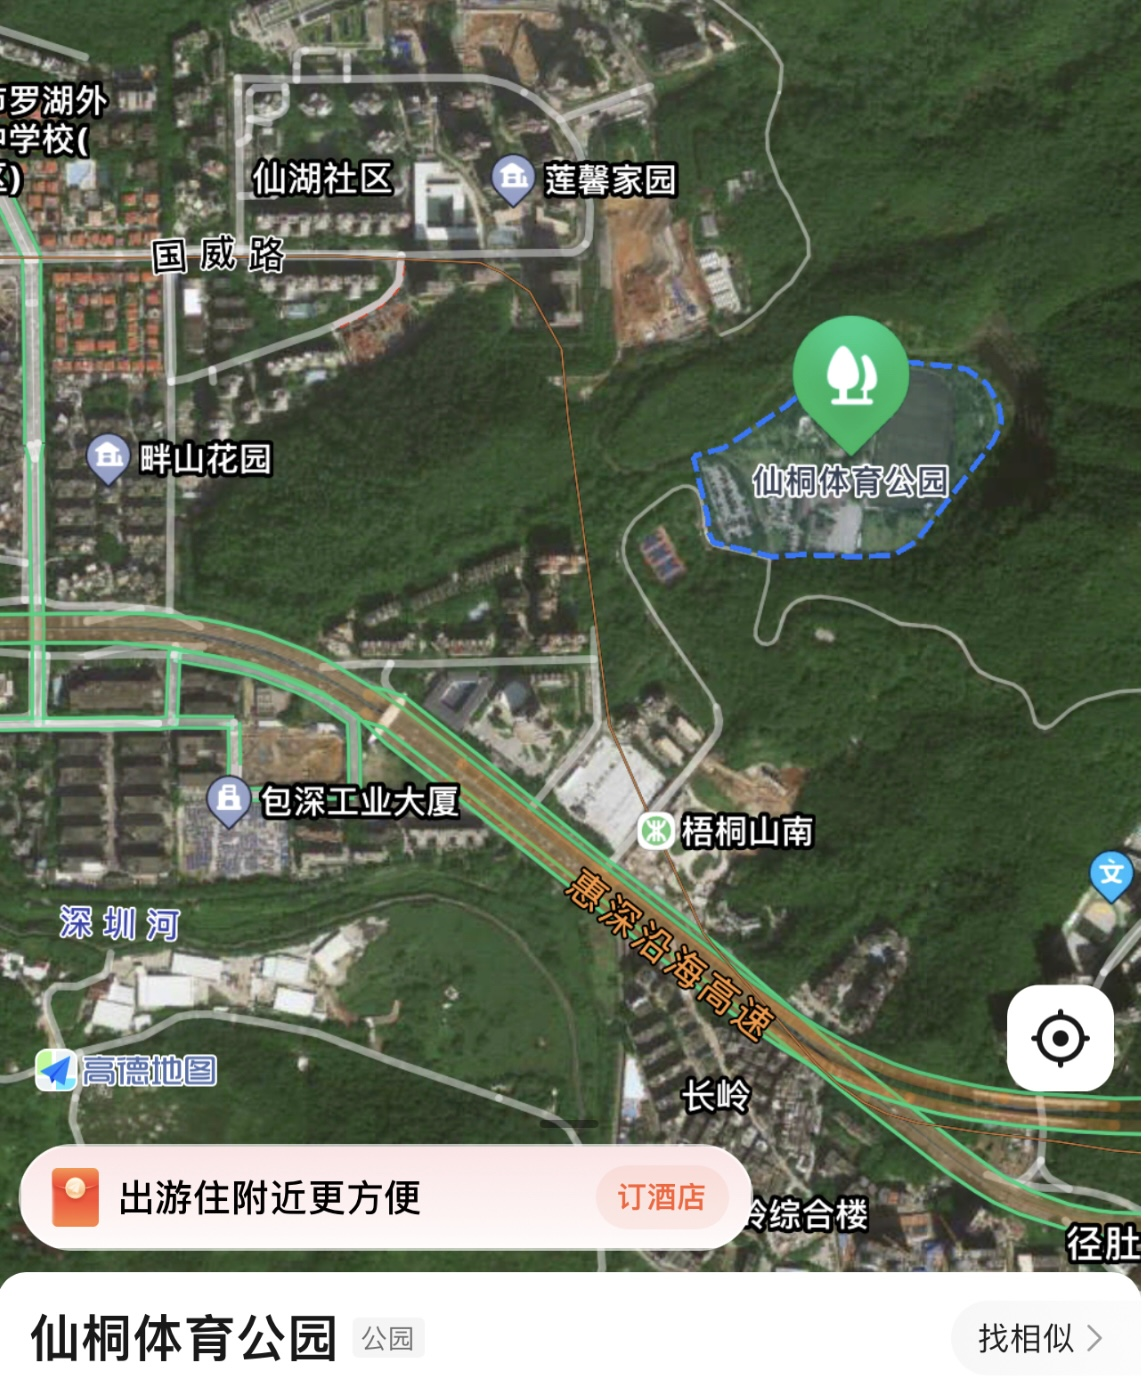 市罗湖外
中学校(
区)
仙湖社区
莲馨家园
国威路
畔山花园
仙桐体育公园
包深工业大厦
梧桐山南
文
深圳河
惠深沿海高速
高德地图
长岭
出游住附近更方便
订酒店
岭综合楼
径肚
仙桐体育公园
公园
找相似